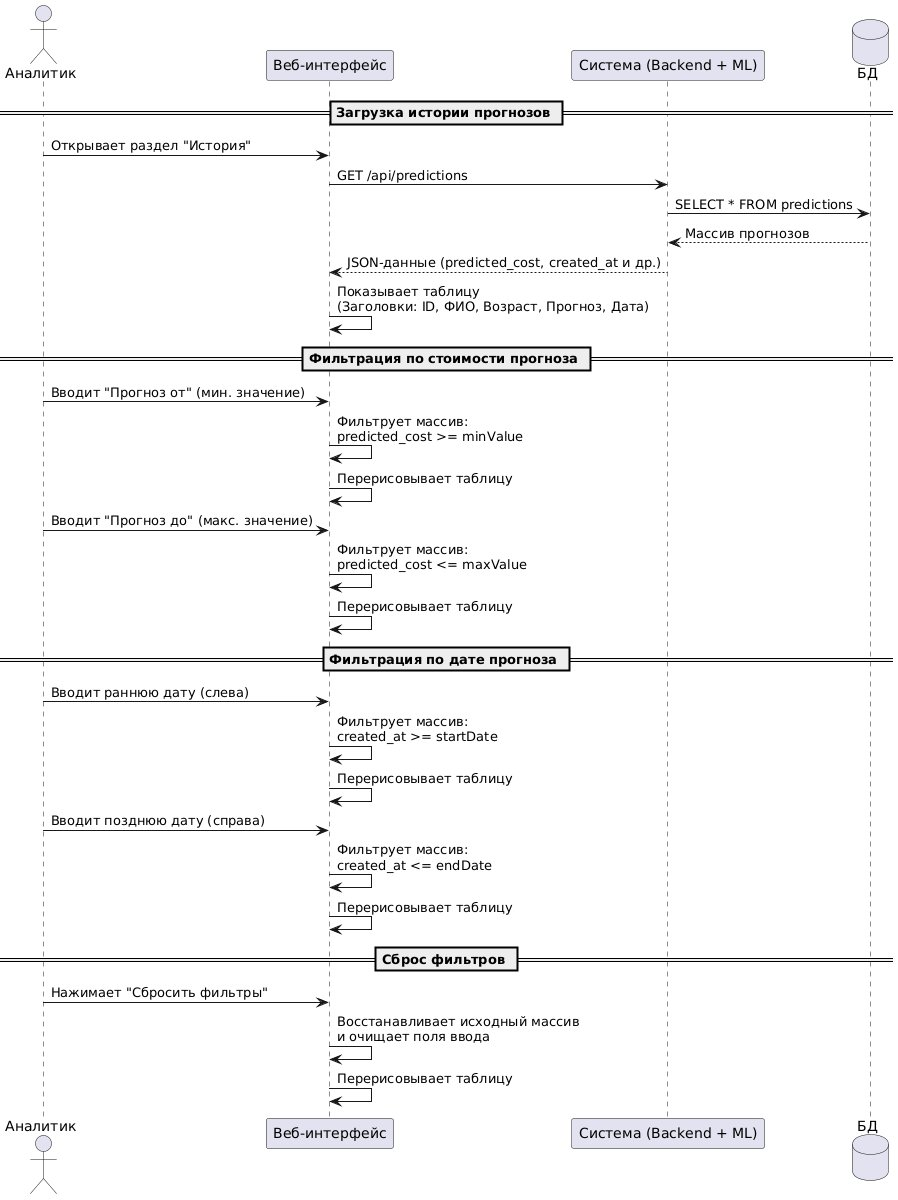 Аналитик
Веб-интерфейс
Система (Backend + ML)
БД
Загрузка истории прогнозов
Открывает раздел "История"
GET /api/predictions
SELECT * FROM predictions
Массив прогнозов
JSON-данные (predicted_cost, created_at и др.)
Показывает таблицу
(Заголовки: ID, ФИО, Возраст, Прогноз, Дата)
Фильтрация по стоимости прогноза
Вводит "Прогноз от" (мин. значение)
Фильтрует массив:
predicted_cost >= minValue
Перерисовывает таблицу
Вводит "Прогноз до" (макс. значение)
Фильтрует массив:
predicted_cost <= maxValue
Перерисовывает таблицу
Фильтрация по дате прогноза
Вводит раннюю дату (слева)
Фильтрует массив:
created_at >= startDate
Перерисовывает таблицу
Вводит позднюю дату (справа)
Фильтрует массив:
created_at <= endDate
Перерисовывает таблицу
Сброс фильтров
Нажимает "Сбросить фильтры"
Восстанавливает исходный массив
и очищает поля ввода
Перерисовывает таблицу
Аналитик
Веб-интерфейс
Система (Backend + ML)
БД